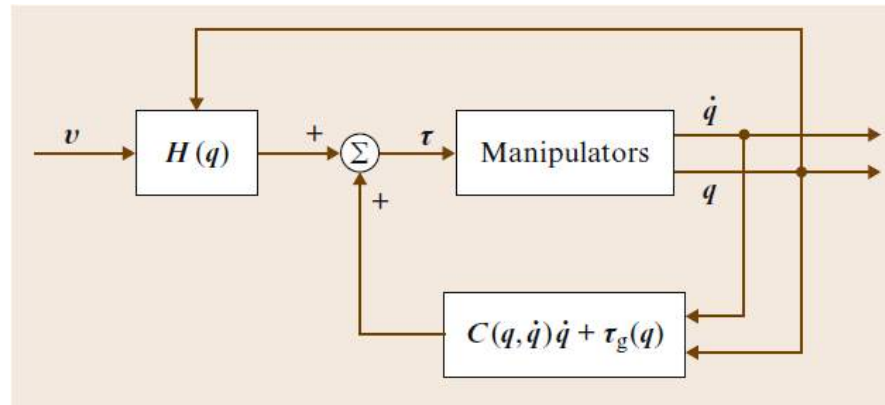 q̇
v
H(q)
+
Σ
τ
Manipulators
q
+
C(q, q̇)q̇ + τg(q)